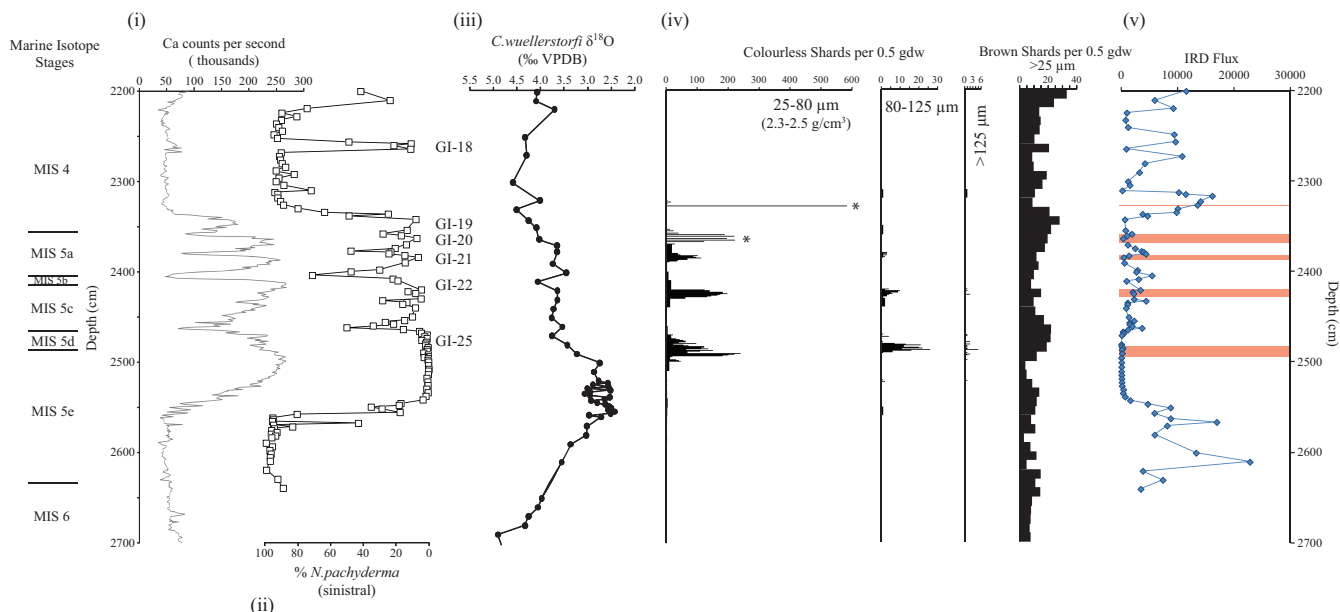 (i)
(iii)
(iv)
(v)
Marine Isotope
Stages
Ca counts per second
( thousands)
0 50 100 150 200 250 300
C.wuellerstorfi δ¹⁸O
(‰ VPDB)
5.5 5.0 4.5 4.0 3.5 3.0 2.5 2.0
Colourless Shards per 0.5 gdw
0 100 200 300 400 500 600
25-80 µm
(2.3-2.5 g/cm³)
0 10 20 30
80-125 µm
0 3 6
>125 µm
Brown Shards per 0.5 gdw
>25 µm
0 20 40
IRD Flux
0 10000 20000 30000
2200
2300
2400
2500
2600
2700
Depth (cm)
MIS 4
MIS 5a
MIS 5b
MIS 5c
MIS 5d
MIS 5e
MIS 6
GI-18
GI-19
GI-20
GI-21
GI-22
GI-25
*
*
2200
2300
2400
2500
2600
2700
Depth (cm)
100 80 60 40 20 0
% N.pachyderma
(sinistral)
(ii)